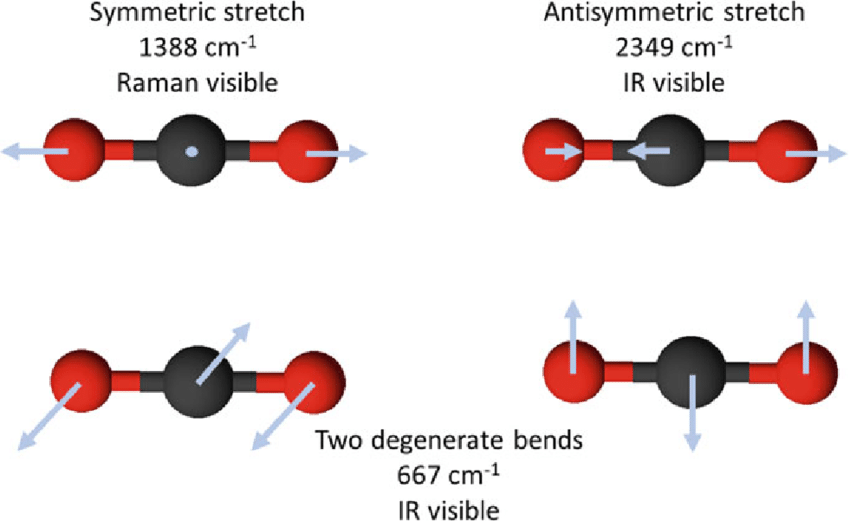 Symmetric stretch
1388 cm⁻¹
Raman visible
Antisymmetric stretch
2349 cm⁻¹
IR visible
Two degenerate bends
667 cm⁻¹
IR visible